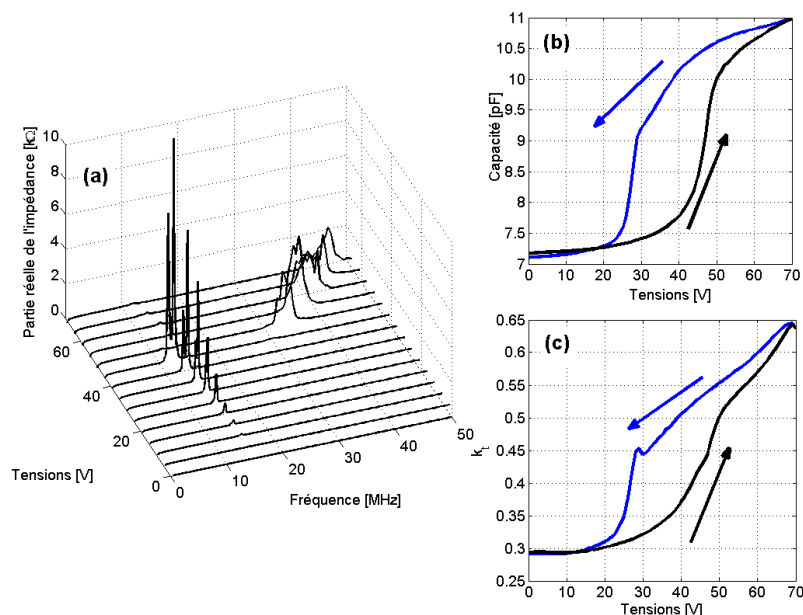 (a)
Partie réelle de l'impédance [kΩ]
10
8
6
4
2
0
60
40
20
0
Tensions [V]
0
10
20
30
40
50
Fréquence [MHz]
(b)
Capacité [pF]
11
10.5
10
9.5
9
8.5
8
7.5
7
0 10 20 30 40 50 60 70
Tensions [V]
(c)
k_t
0.65
0.6
0.55
0.5
0.45
0.4
0.35
0.3
0.25
0 10 20 30 40 50 60 70
Tensions [V]